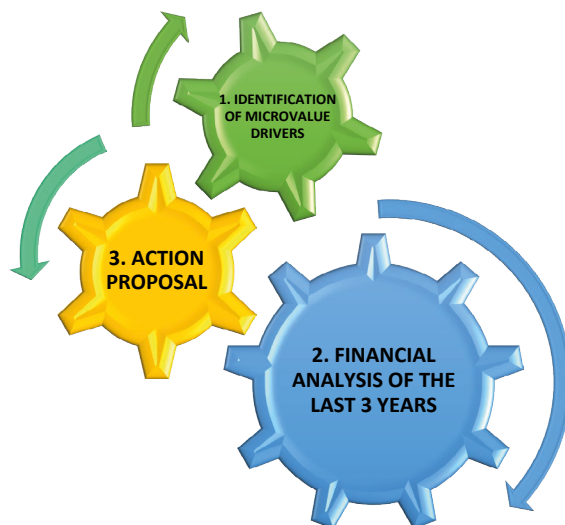 1. IDENTIFICATION
OF MICROVALUE
DRIVERS
3. ACTION
PROPOSAL
2. FINANCIAL
ANALYSIS OF THE
LAST 3 YEARS